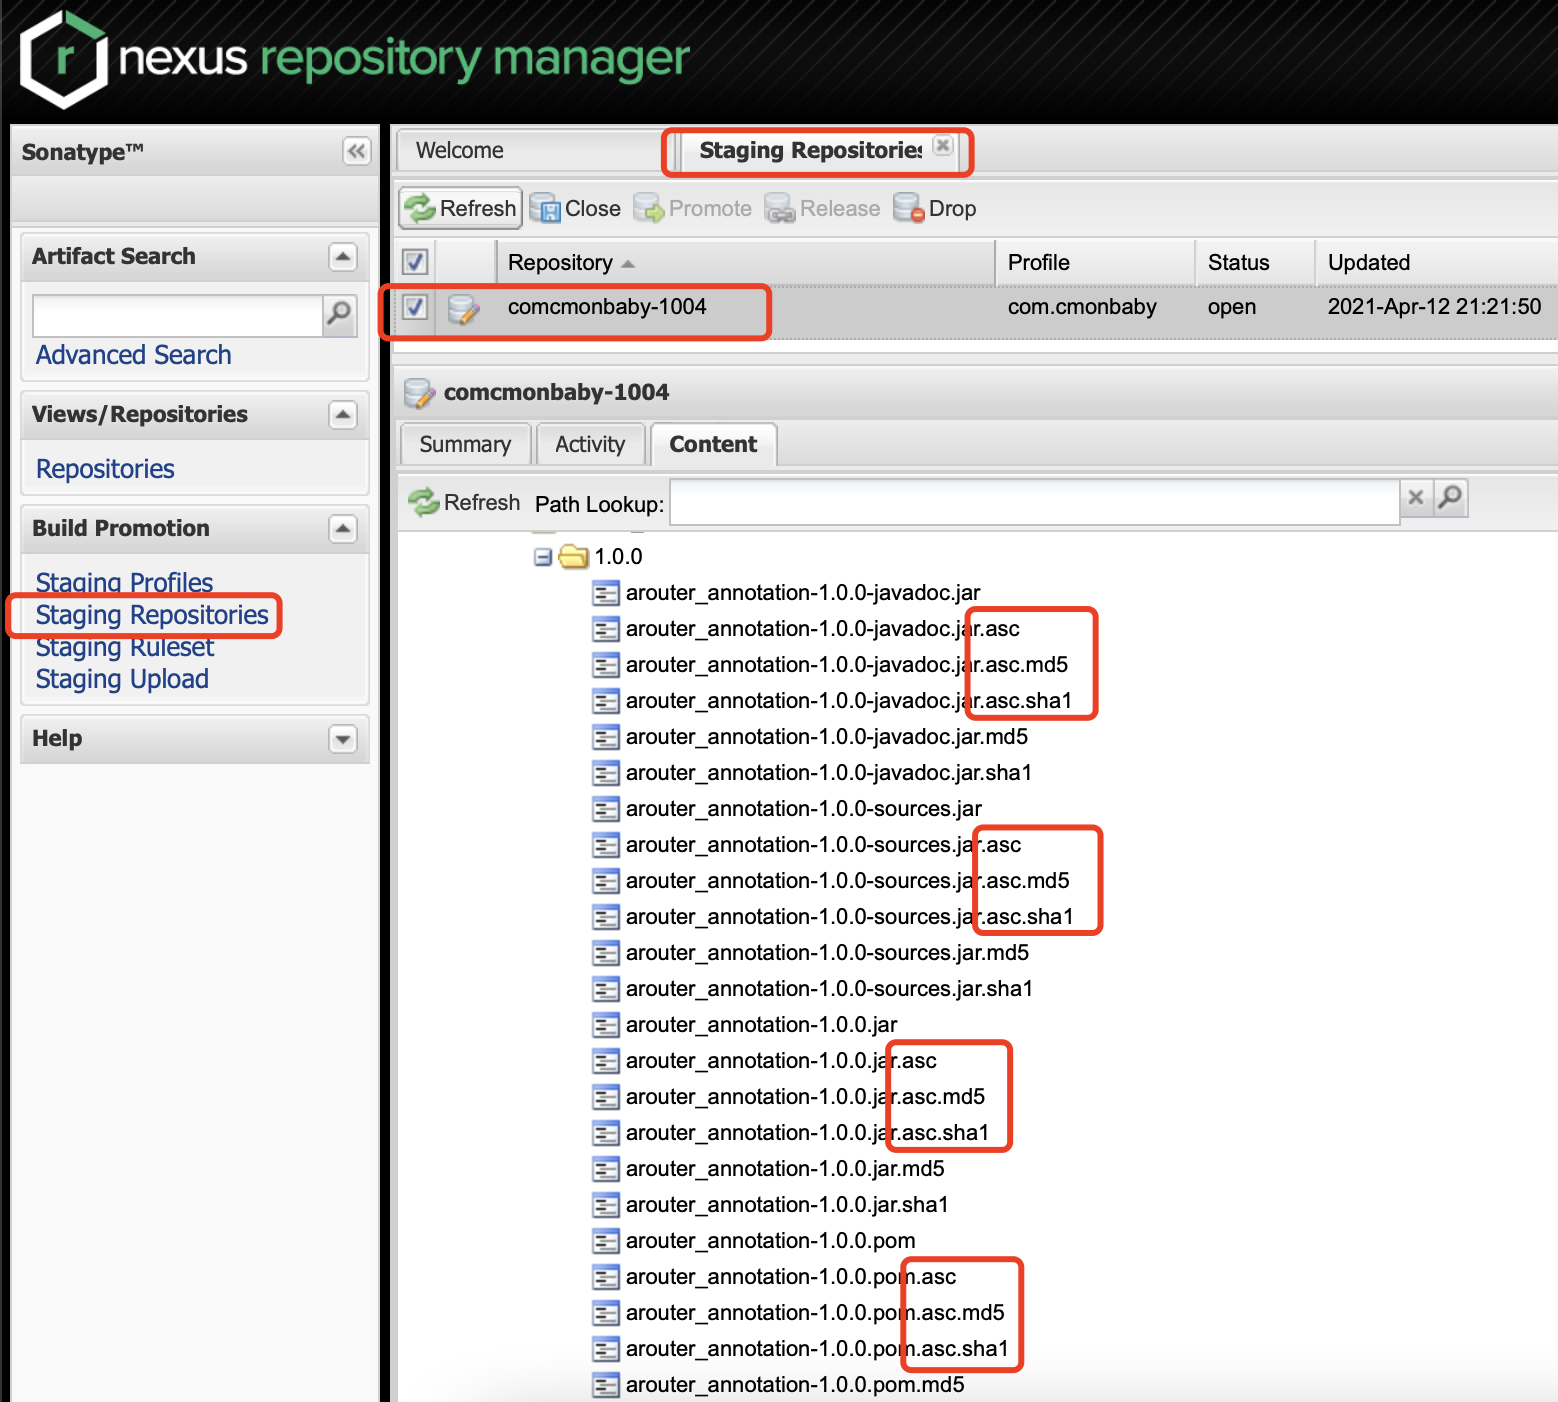 nexus repository manager
Sonatype™
Artifact Search
Advanced Search
Views/Repositories
Repositories
Build Promotion
Staging Profiles
Staging Repositories
Staging Ruleset
Staging Upload
Help
Welcome
Staging Repositories
Refresh Close Promote Release Drop
Repository Profile Status Updated
comcmonbaby-1004 com.cmonbaby open 2021-Apr-12 21:21:50
comcmonbaby-1004
Summary Activity Content
Refresh Path Lookup:
1.0.0
arouter_annotation-1.0.0-javadoc.jar
arouter_annotation-1.0.0-javadoc.jar.asc
arouter_annotation-1.0.0-javadoc.jar.asc.md5
arouter_annotation-1.0.0-javadoc.jar.asc.sha1
arouter_annotation-1.0.0-javadoc.jar.md5
arouter_annotation-1.0.0-javadoc.jar.sha1
arouter_annotation-1.0.0-sources.jar
arouter_annotation-1.0.0-sources.jar.asc
arouter_annotation-1.0.0-sources.jar.asc.md5
arouter_annotation-1.0.0-sources.jar.asc.sha1
arouter_annotation-1.0.0-sources.jar.md5
arouter_annotation-1.0.0-sources.jar.sha1
arouter_annotation-1.0.0.jar
arouter_annotation-1.0.0.jar.asc
arouter_annotation-1.0.0.jar.asc.md5
arouter_annotation-1.0.0.jar.asc.sha1
arouter_annotation-1.0.0.jar.md5
arouter_annotation-1.0.0.jar.sha1
arouter_annotation-1.0.0.pom
arouter_annotation-1.0.0.pom.asc
arouter_annotation-1.0.0.pom.asc.md5
arouter_annotation-1.0.0.pom.asc.sha1
arouter_annotation-1.0.0.pom.md5